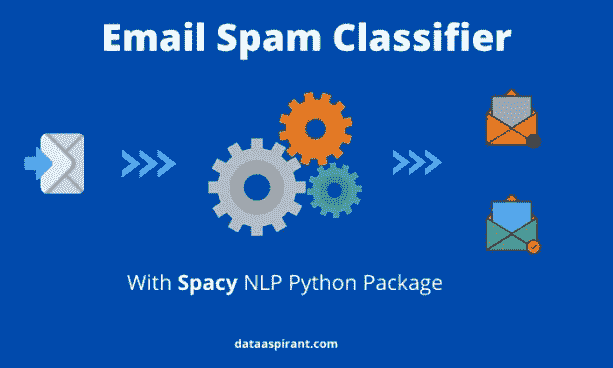 Email Spam Classifier
With Spacy NLP Python Package
dataaspirant.com